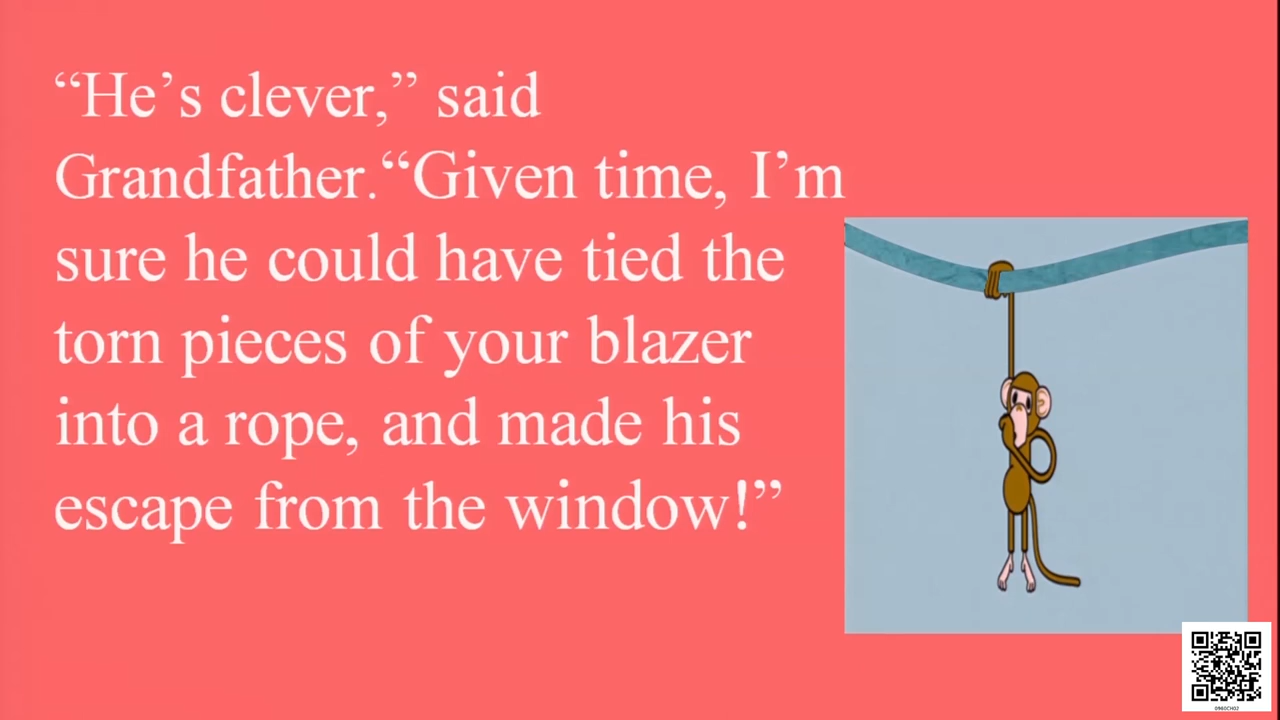 “He’s clever,” said
Grandfather.“Given time, I’m
sure he could have tied the
torn pieces of your blazer
into a rope, and made his
escape from the window!”
0960CH02